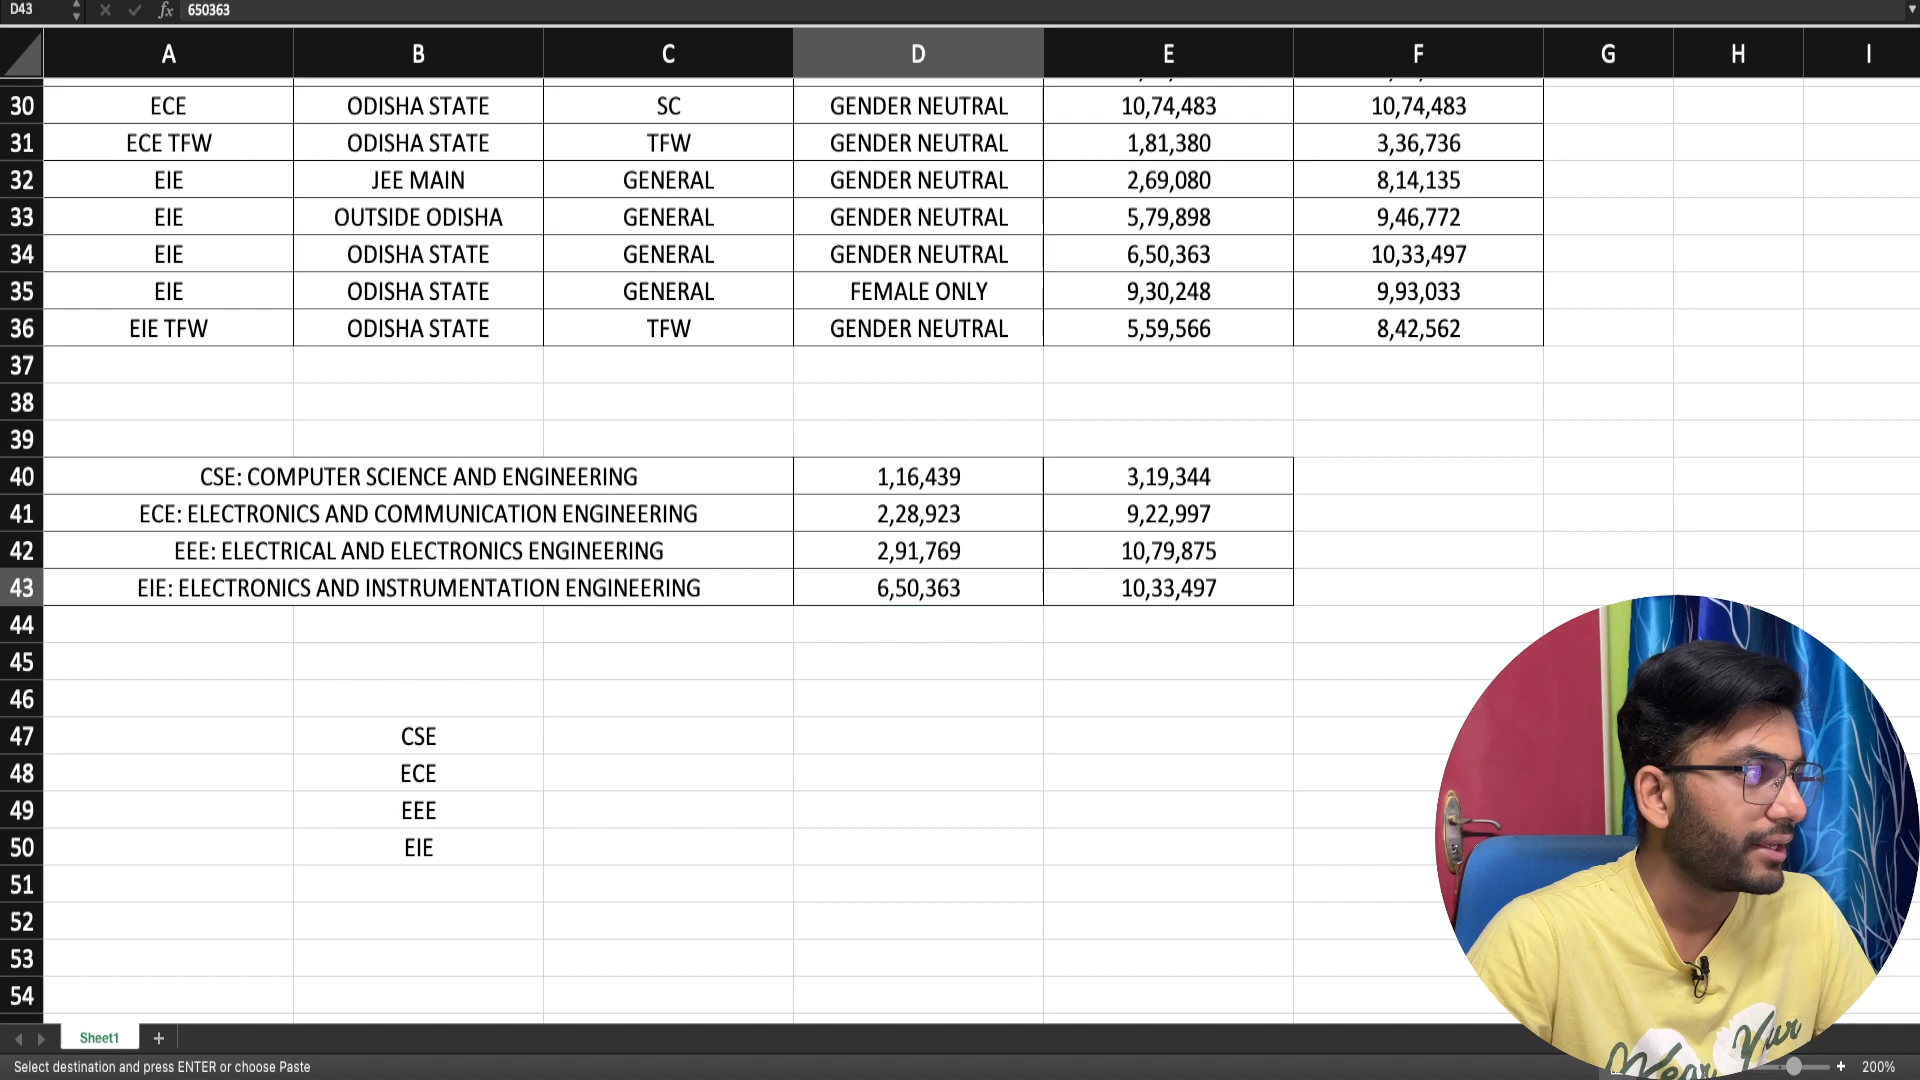 D43 fx 650363
A B C D E F G H I
30 ECE ODISHA STATE SC GENDER NEUTRAL 10,74,483 10,74,483
31 ECE TFW ODISHA STATE TFW GENDER NEUTRAL 1,81,380 3,36,736
32 EIE JEE MAIN GENERAL GENDER NEUTRAL 2,69,080 8,14,135
33 EIE OUTSIDE ODISHA GENERAL GENDER NEUTRAL 5,79,898 9,46,772
34 EIE ODISHA STATE GENERAL GENDER NEUTRAL 6,50,363 10,33,497
35 EIE ODISHA STATE GENERAL FEMALE ONLY 9,30,248 9,93,033
36 EIE TFW ODISHA STATE TFW GENDER NEUTRAL 5,59,566 8,42,562
37
38
39
40 CSE: COMPUTER SCIENCE AND ENGINEERING 1,16,439 3,19,344
41 ECE: ELECTRONICS AND COMMUNICATION ENGINEERING 2,28,923 9,22,997
42 EEE: ELECTRICAL AND ELECTRONICS ENGINEERING 2,91,769 10,79,875
43 EIE: ELECTRONICS AND INSTRUMENTATION ENGINEERING 6,50,363 10,33,497
44
45
46
47 CSE
48 ECE
49 EEE
50 EIE
51
52
53
54
Sheet1 +
Select destination and press ENTER or choose Paste + 200%
Wear Your